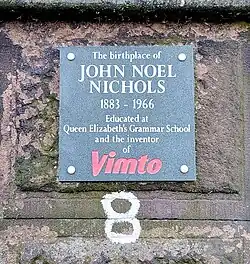 The birthplace of
JOHN NOEL
NICHOLS
1883 - 1966
Educated at
Queen Elizabeth's Grammar School
and the inventor
of
Vimto
8